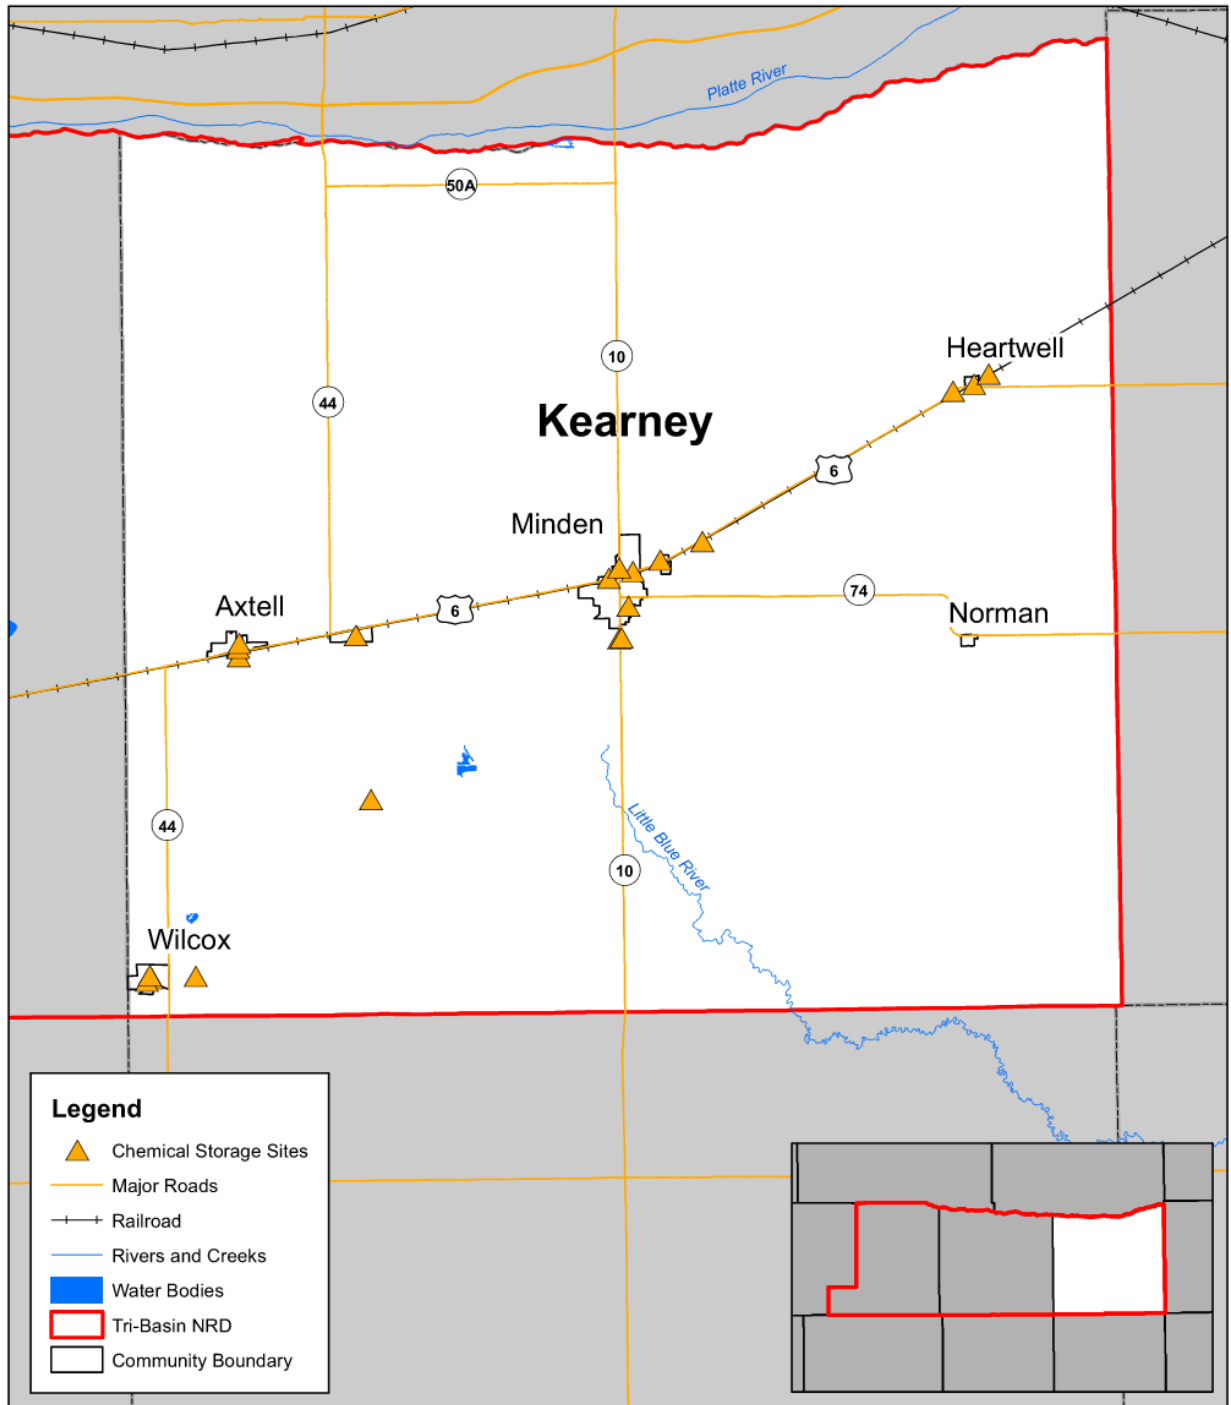 Platte River
50A
Heartwell
10
44
Kearney
6
Minden
74
Axtell
6
Norman
44
Little Blue River
10
Wilcox
Legend
Chemical Storage Sites
Major Roads
Railroad
Rivers and Creeks
Water Bodies
Tri-Basin NRD
Community Boundary